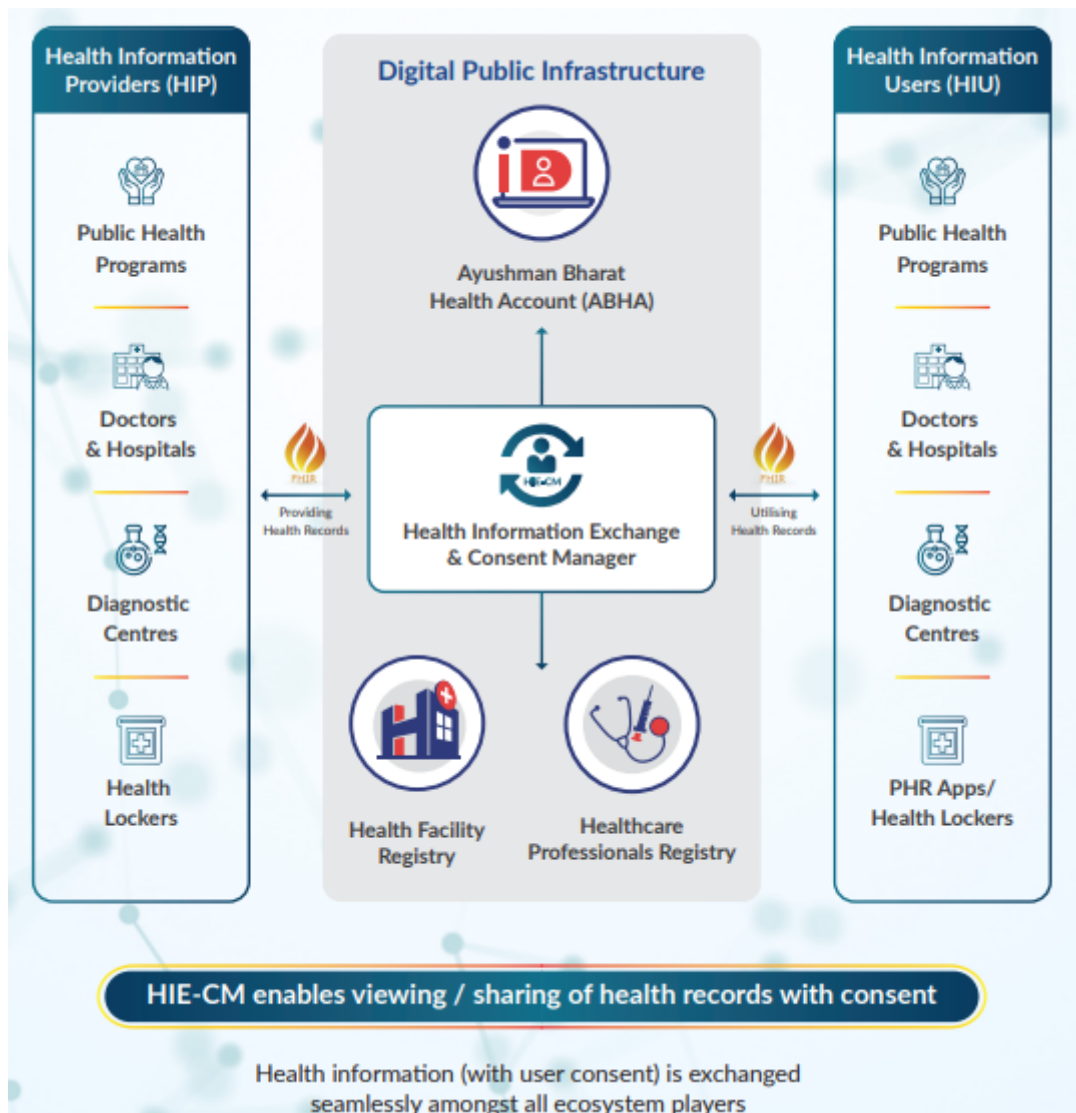 Health Information
Providers (HIP)
Public Health
Programs
Doctors
& Hospitals
Diagnostic
Centres
Health
Lockers
FHIR
Providing
Health Records
Digital Public Infrastructure
iD
Ayushman Bharat
Health Account (ABHA)
HIE-CM
Health Information Exchange
& Consent Manager
H
Health Facility
Registry
Healthcare
Professionals Registry
FHIR
Utilising
Health Records
Health Information
Users (HIU)
Public Health
Programs
Doctors
& Hospitals
Diagnostic
Centres
PHR Apps/
Health Lockers
HIE-CM enables viewing / sharing of health records with consent
Health information (with user consent) is exchanged
seamlessly amongst all ecosystem players